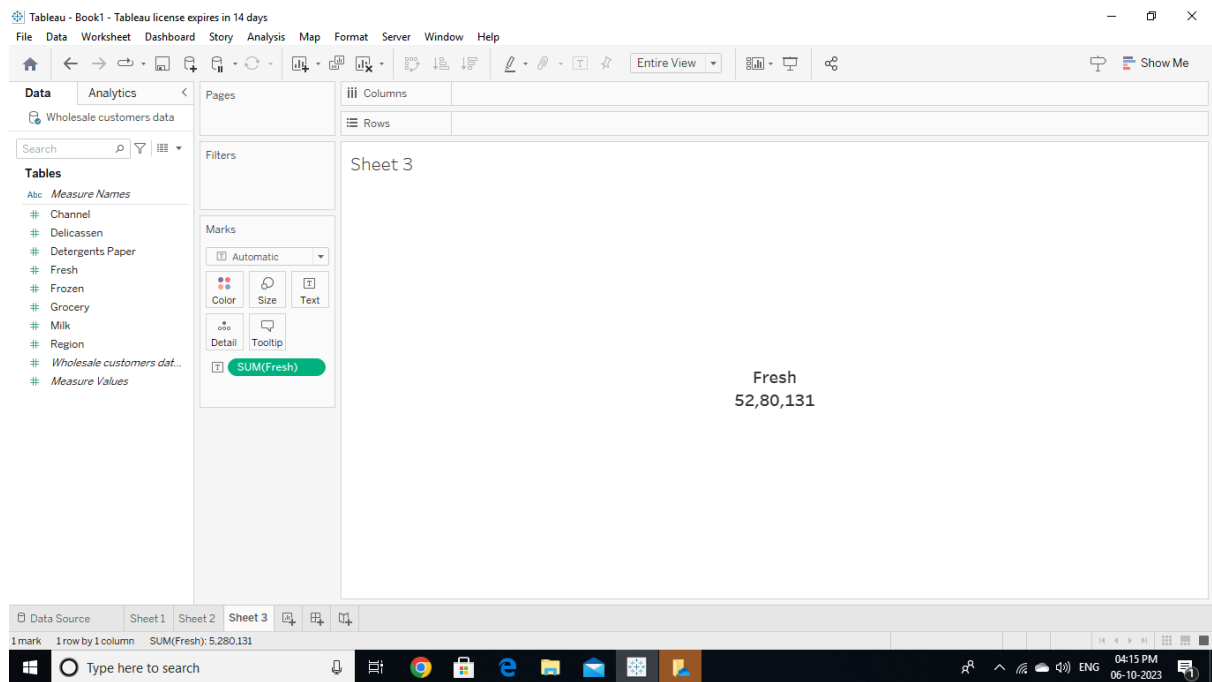 Tableau - Book1 - Tableau license expires in 14 days
File Data Worksheet Dashboard Story Analysis Map Format Server Window Help
Entire View
Show Me
Data Analytics
Wholesale customers data
Search
Tables
Abc Measure Names
# Channel
# Delicassen
# Detergents Paper
# Fresh
# Frozen
# Grocery
# Milk
# Region
# Wholesale customers dat...
# Measure Values
Pages
Filters
Marks
T Automatic
Color Size Text
Detail Tooltip
T SUM(Fresh)
iii Columns
Rows
Sheet 3
Fresh
52,80,131
Data Source Sheet 1 Sheet 2 Sheet 3
1 mark 1 row by 1 column SUM(Fresh): 5,280,131
Type here to search
ENG
04:15 PM
06-10-2023
1